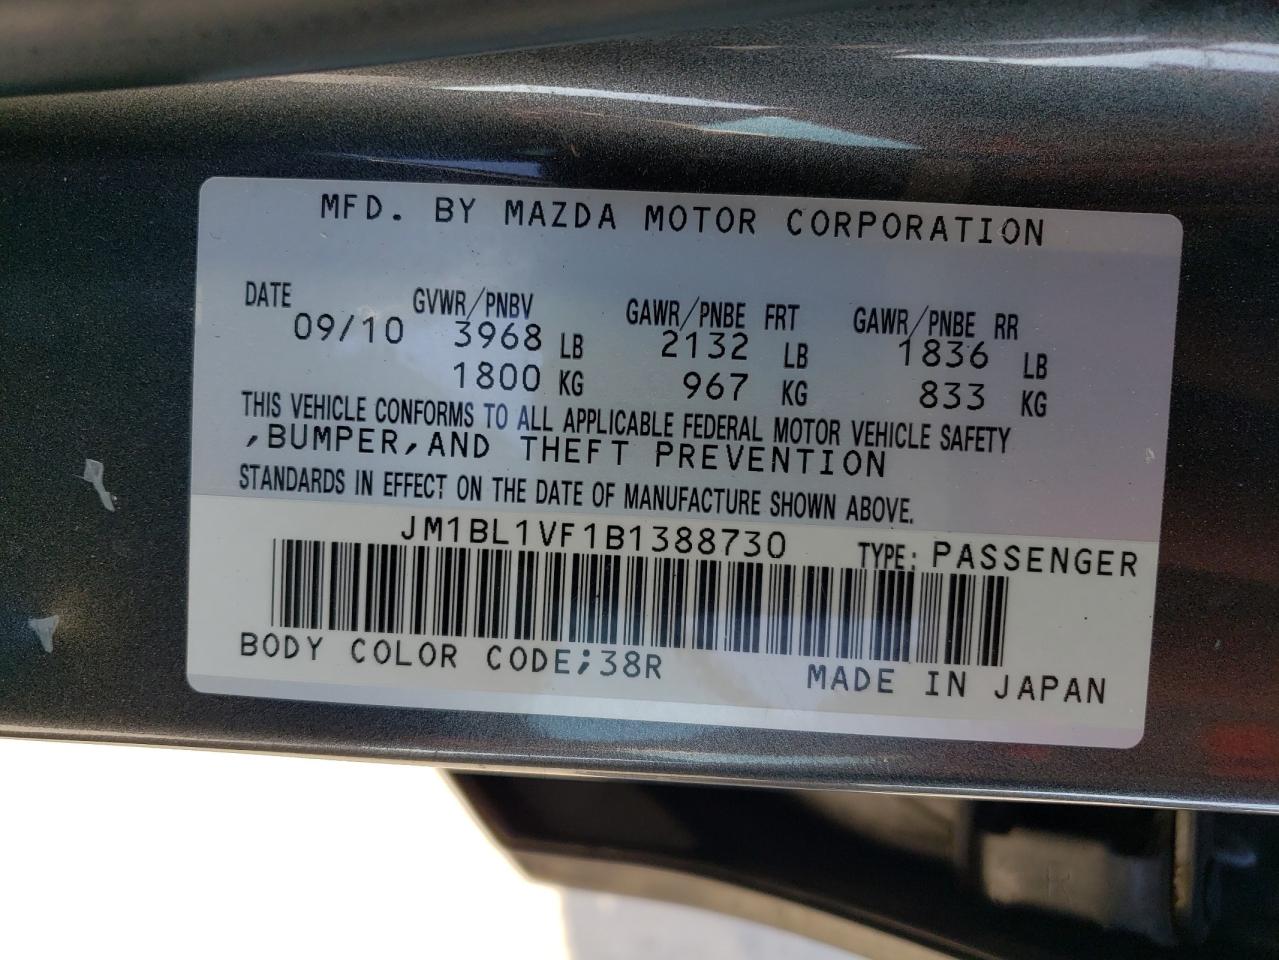 MFD. BY MAZDA MOTOR CORPORATION
DATE GVWR/PNBV GAWR/PNBE FRT GAWR/PNBE RR
09/10 3968 LB 2132 LB 1836 LB
1800 KG 967 KG 833 KG
THIS VEHICLE CONFORMS TO ALL APPLICABLE FEDERAL MOTOR VEHICLE SAFETY
,BUMPER,AND THEFT PREVENTION
STANDARDS IN EFFECT ON THE DATE OF MANUFACTURE SHOWN ABOVE.
JM1BL1VF1B1388730 TYPE: PASSENGER
BODY COLOR CODE;38R MADE IN JAPAN